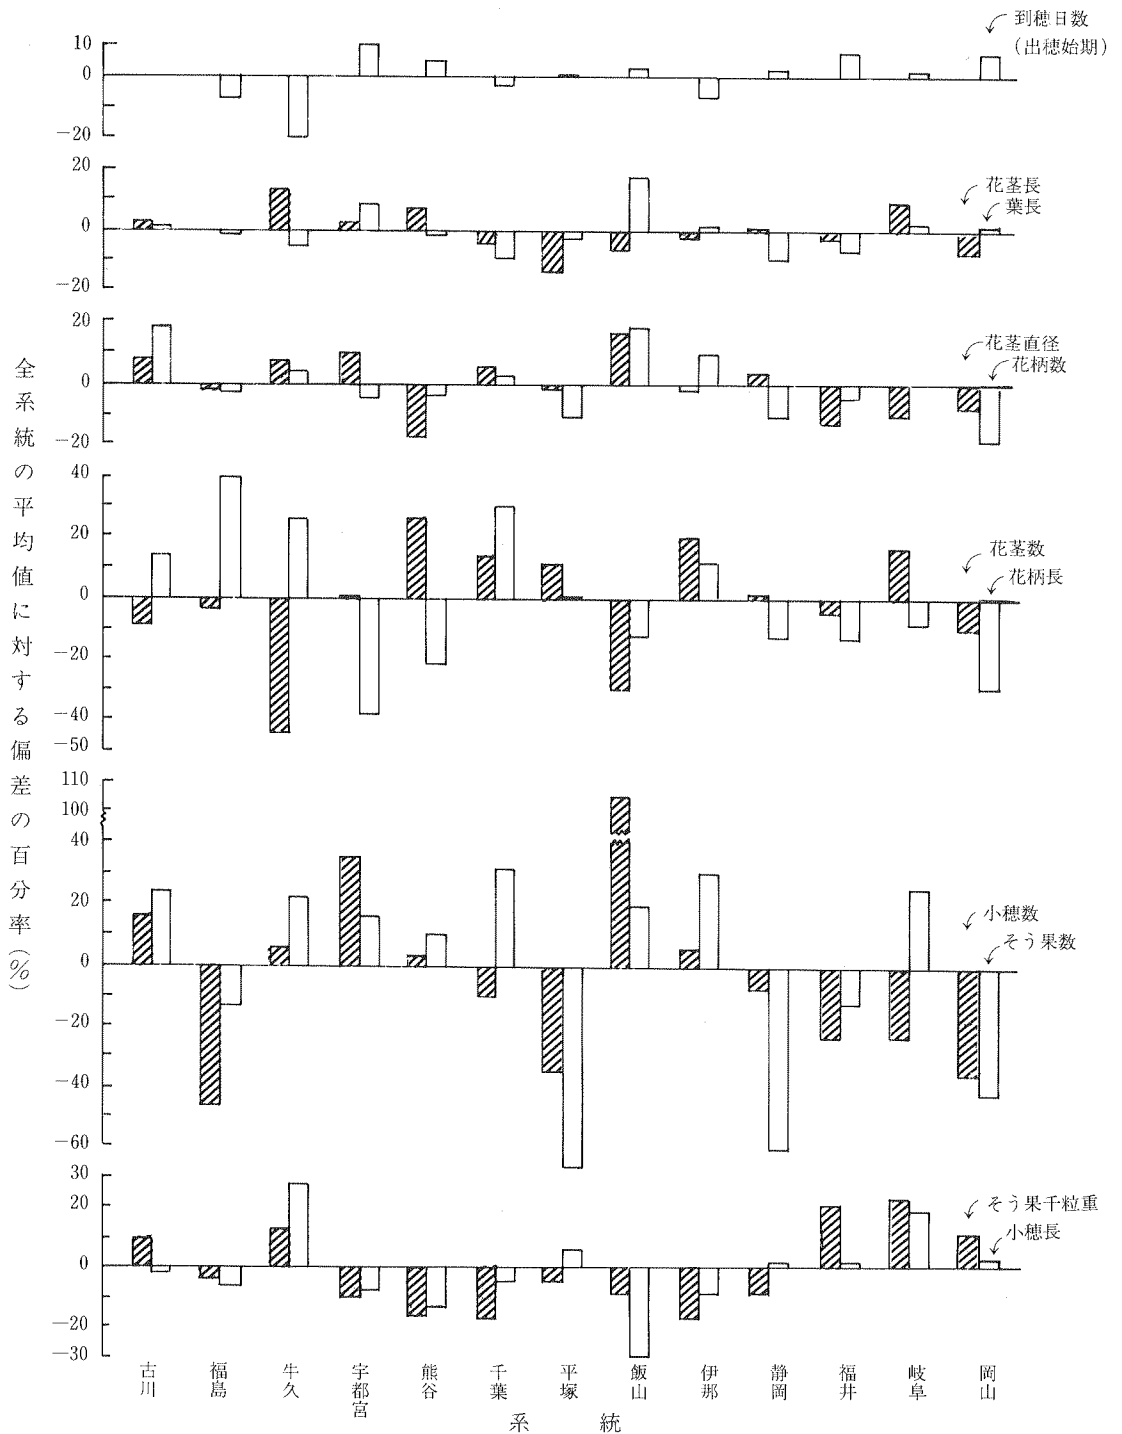 到穂日数
(出穂始期)
10
0
−20
花茎長
葉長
20
0
−20
花茎直径
花柄数
20
0
−20
花茎数
花柄長
40
20
0
−20
−40
−50
小穂数
そう果数
110
100
40
20
0
−20
−40
−60
そう果千粒重
小穂長
30
20
0
−20
−30
全系統の平均値に対する偏差の百分率(%)
古川
福島
牛久
宇都宮
熊谷
千葉
平塚
飯山
伊那
静岡
福井
岐阜
岡山
系統